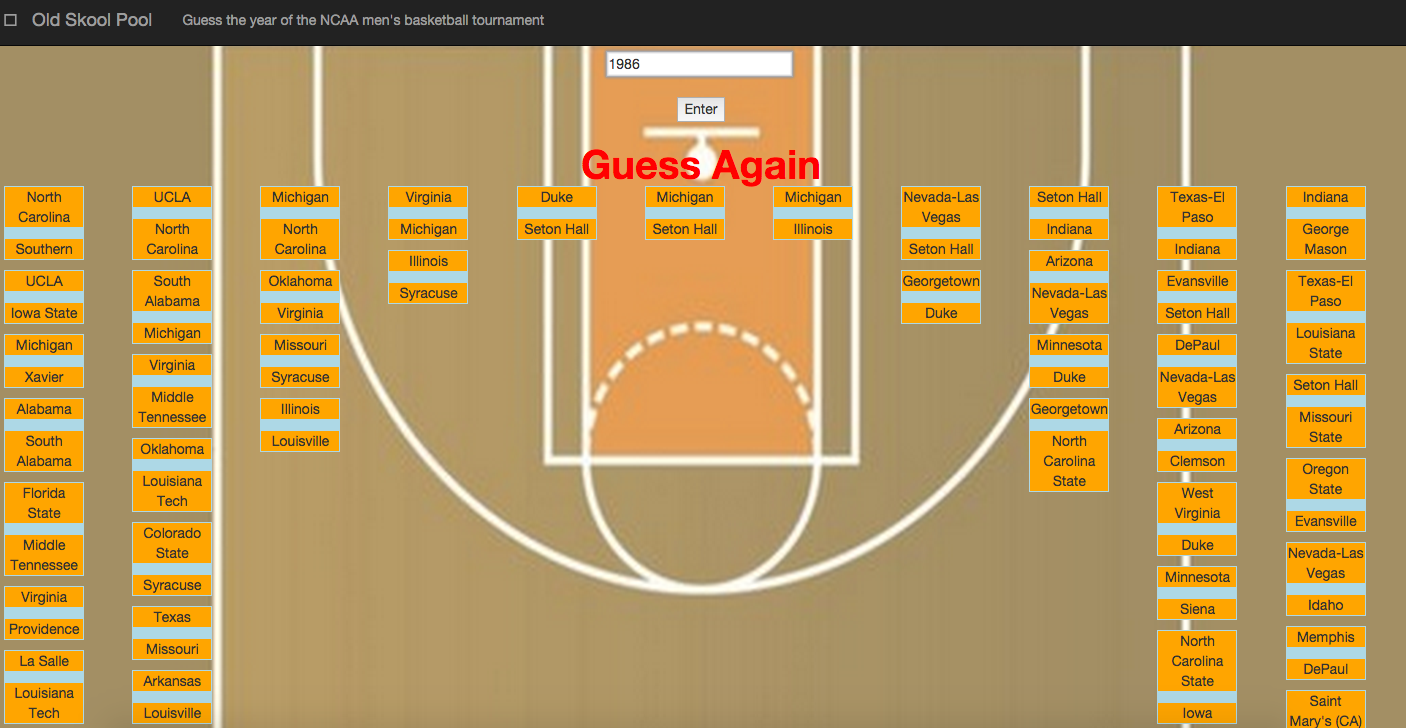 Old Skool Pool
Guess the year of the NCAA men's basketball tournament
1986
Enter
Guess Again
North
Carolina
Southern
UCLA
Iowa State
Michigan
Xavier
Alabama
South
Alabama
Florida
State
Middle
Tennessee
Virginia
Providence
La Salle
Louisiana
Tech
UCLA
North
Carolina
South
Alabama
Michigan
Virginia
Middle
Tennessee
Oklahoma
Louisiana
Tech
Colorado
State
Syracuse
Texas
Missouri
Arkansas
Louisville
Michigan
North
Carolina
Oklahoma
Virginia
Missouri
Syracuse
Illinois
Louisville
Virginia
Michigan
Illinois
Syracuse
Duke
Seton Hall
Michigan
Seton Hall
Michigan
Illinois
Nevada-Las
Vegas
Seton Hall
Georgetown
Duke
Seton Hall
Indiana
Arizona
Nevada-Las
Vegas
Minnesota
Duke
Georgetown
North
Carolina
State
Texas-El
Paso
Indiana
Evansville
Seton Hall
DePaul
Nevada-Las
Vegas
Arizona
Clemson
West
Virginia
Duke
Minnesota
Siena
North
Carolina
State
Iowa
Indiana
George
Mason
Texas-El
Paso
Louisiana
State
Seton Hall
Missouri
State
Oregon
State
Evansville
Nevada-Las
Vegas
Idaho
Memphis
DePaul
Saint
Mary's (CA)